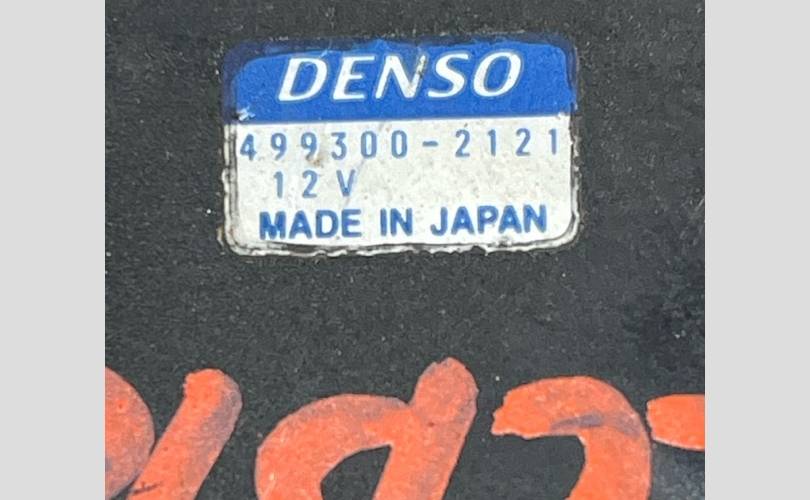 DENSO
499300-2121
12V
MADE IN JAPAN